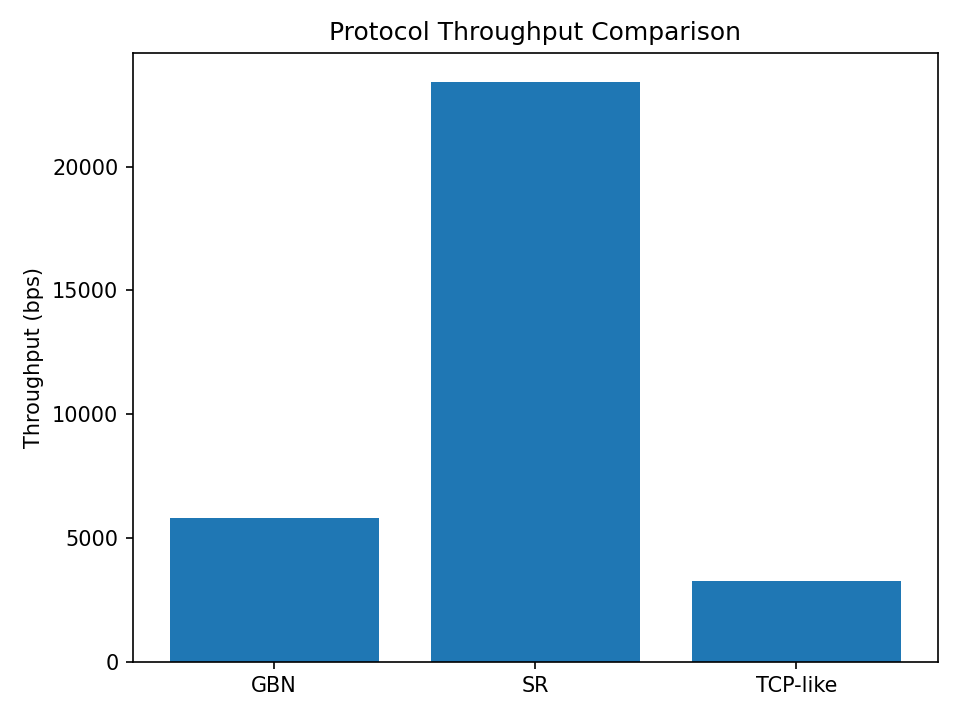 Protocol Throughput Comparison
Throughput (bps)
20000
15000
10000
5000
0
GBN SR TCP-like